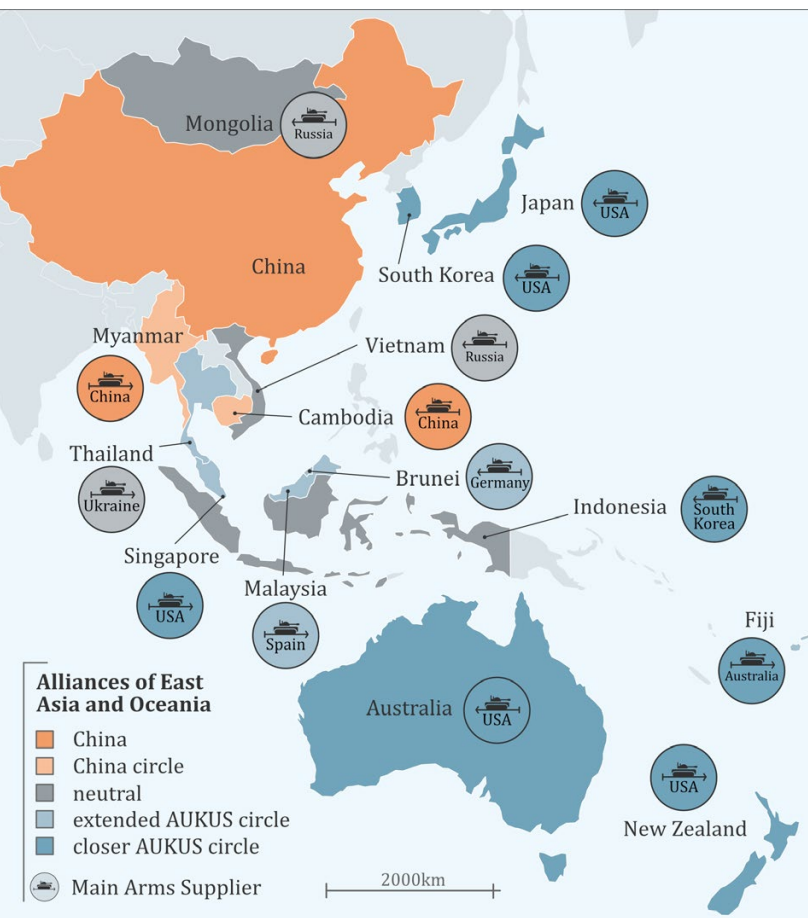 Mongolia
Russia
Japan
USA
China
South Korea
USA
Myanmar
China
Vietnam
Russia
Cambodia
China
Thailand
Ukraine
Brunei
Germany
Indonesia
South
Korea
Singapore
USA
Malaysia
Spain
Fiji
Australia
Australia
USA
USA
New Zealand
Alliances of East
Asia and Oceania
China
China circle
neutral
extended AUKUS circle
closer AUKUS circle
Main Arms Supplier
2000km